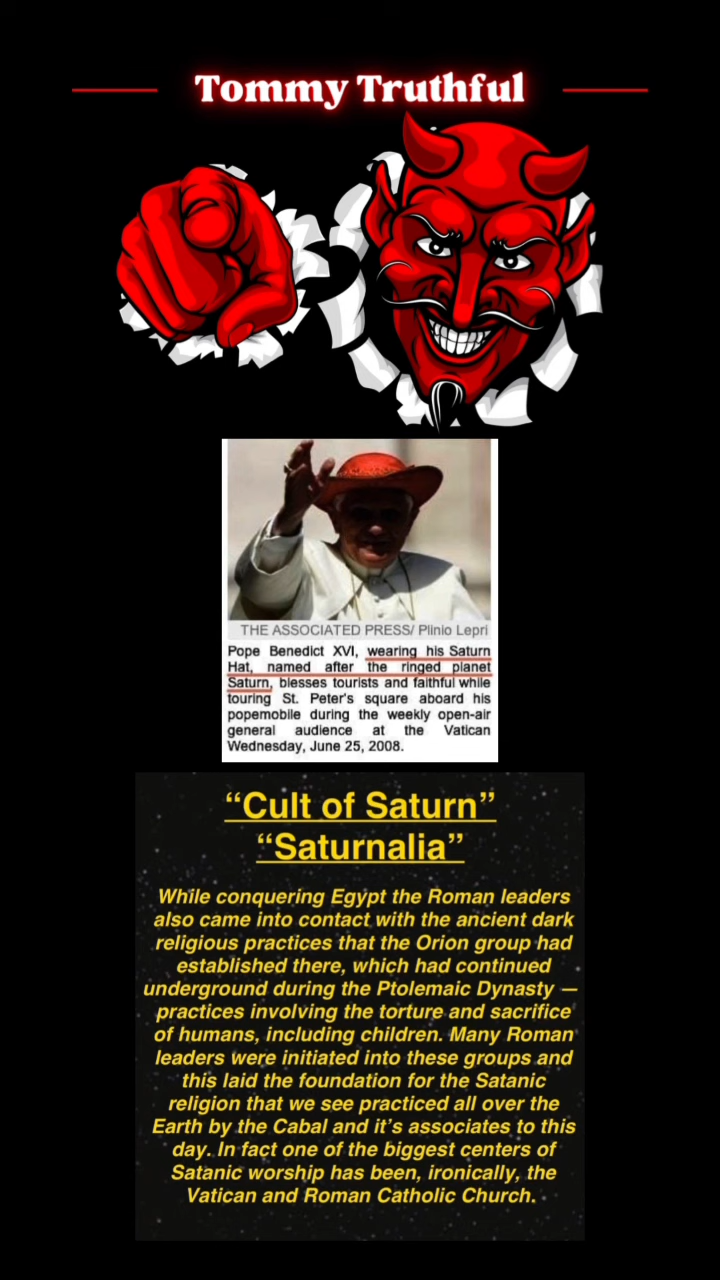 Tommy Truthful
THE ASSOCIATED PRESS/ Plinio Lepri
Pope Benedict XVI, wearing his Saturn
Hat, named after the ringed planet
Saturn, blesses tourists and faithful while
touring St. Peter's square aboard his
popemobile during the weekly open-air
general audience at the Vatican
Wednesday, June 25, 2008.
“Cult of Saturn”
“Saturnalia”
While conquering Egypt the Roman leaders
also came into contact with the ancient dark
religious practices that the Orion group had
established there, which had continued
underground during the Ptolemaic Dynasty —
practices involving the torture and sacrifice
of humans, including children. Many Roman
leaders were initiated into these groups and
this laid the foundation for the Satanic
religion that we see practiced all over the
Earth by the Cabal and it’s associates to this
day. In fact one of the biggest centers of
Satanic worship has been, ironically, the
Vatican and Roman Catholic Church.